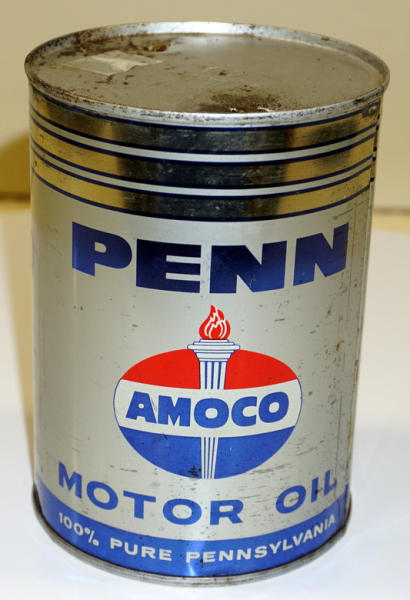 PENN
AMOCO
MOTOR OIL
100% PURE PENNSYLVANIA